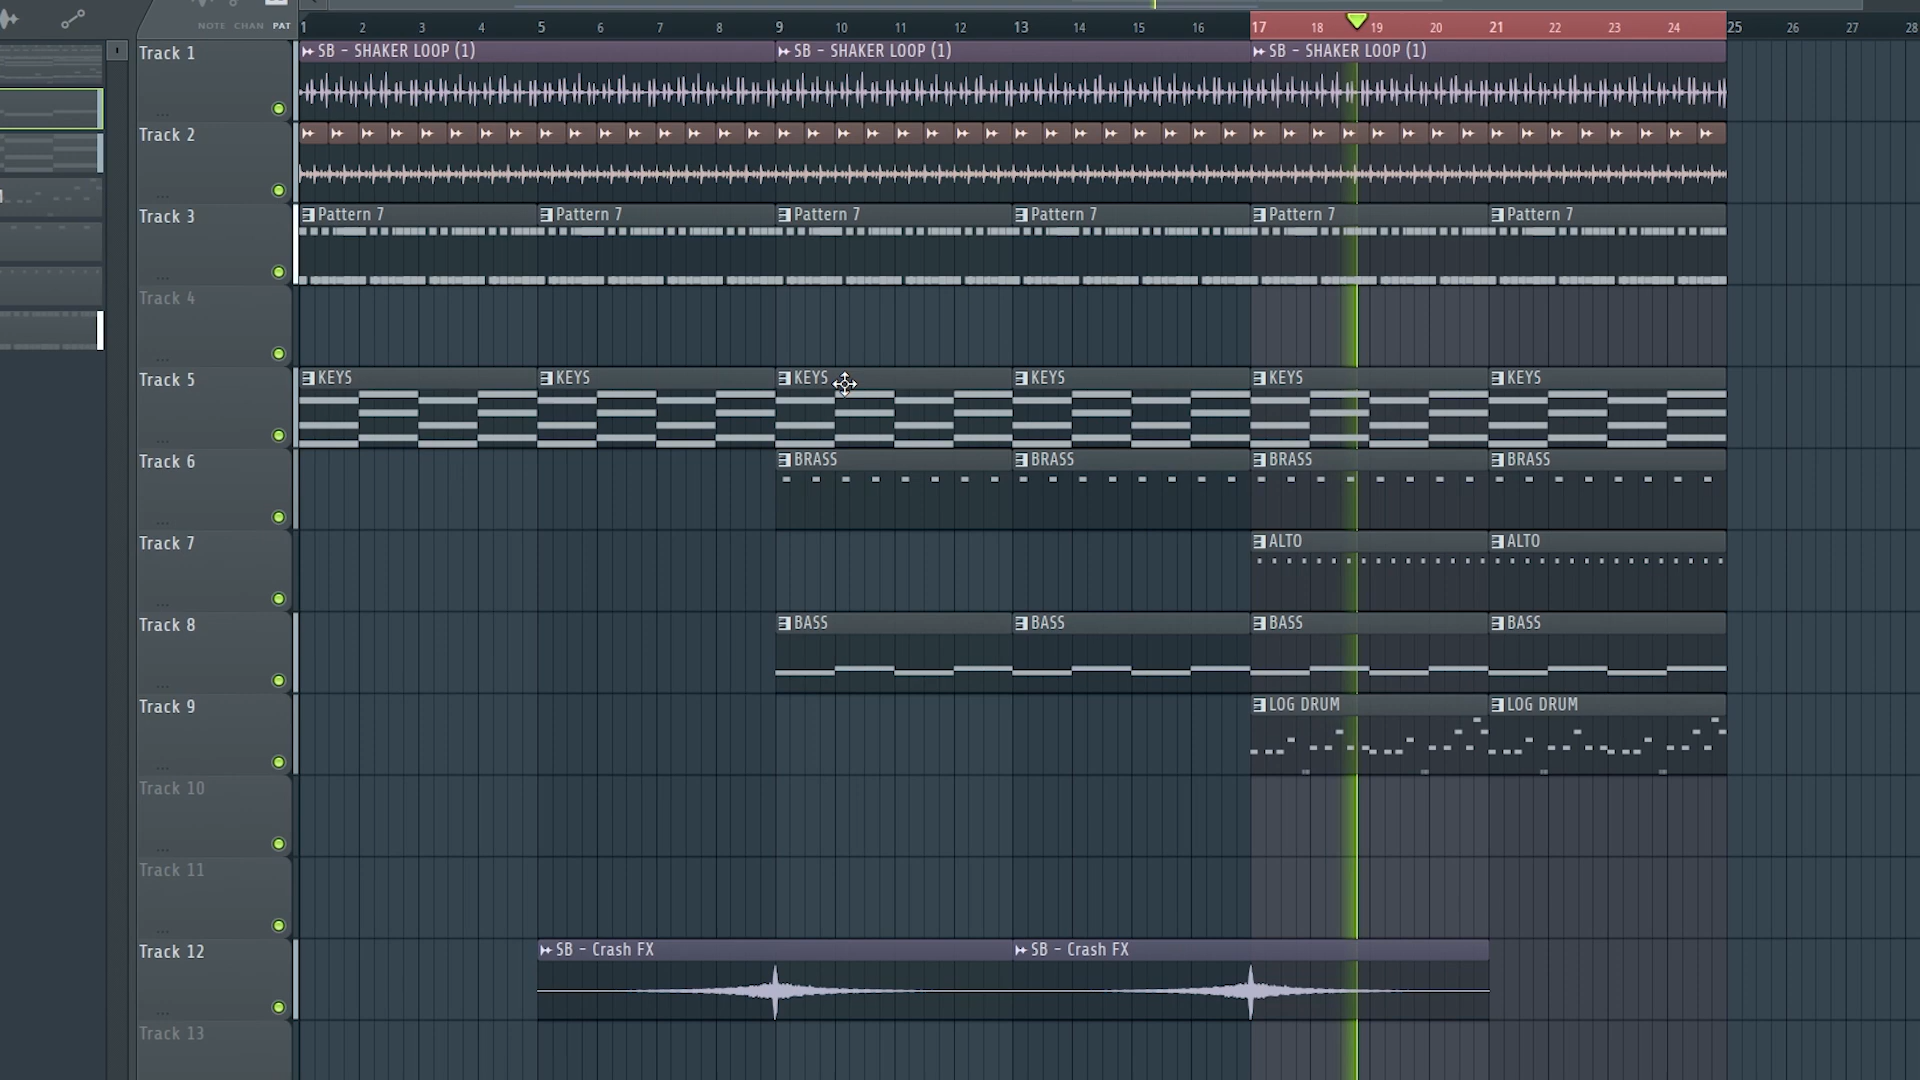 NOTE CHAN PAT
1 2 3 4 5 6 7 8 9 10 11 12 13 14 15 16 17 18 19 20 21 22 23 24 25 26 27 28
Track 1 SB - SHAKER LOOP (1) SB - SHAKER LOOP (1) SB - SHAKER LOOP (1)
Track 2
Track 3 Pattern 7 Pattern 7 Pattern 7 Pattern 7 Pattern 7 Pattern 7
Track 4
Track 5 KEYS KEYS KEYS KEYS KEYS KEYS
Track 6 BRASS BRASS BRASS BRASS
Track 7 ALTO ALTO
Track 8 BASS BASS BASS BASS
Track 9 LOG DRUM LOG DRUM
Track 10
Track 11
Track 12 SB - Crash FX SB - Crash FX
Track 13